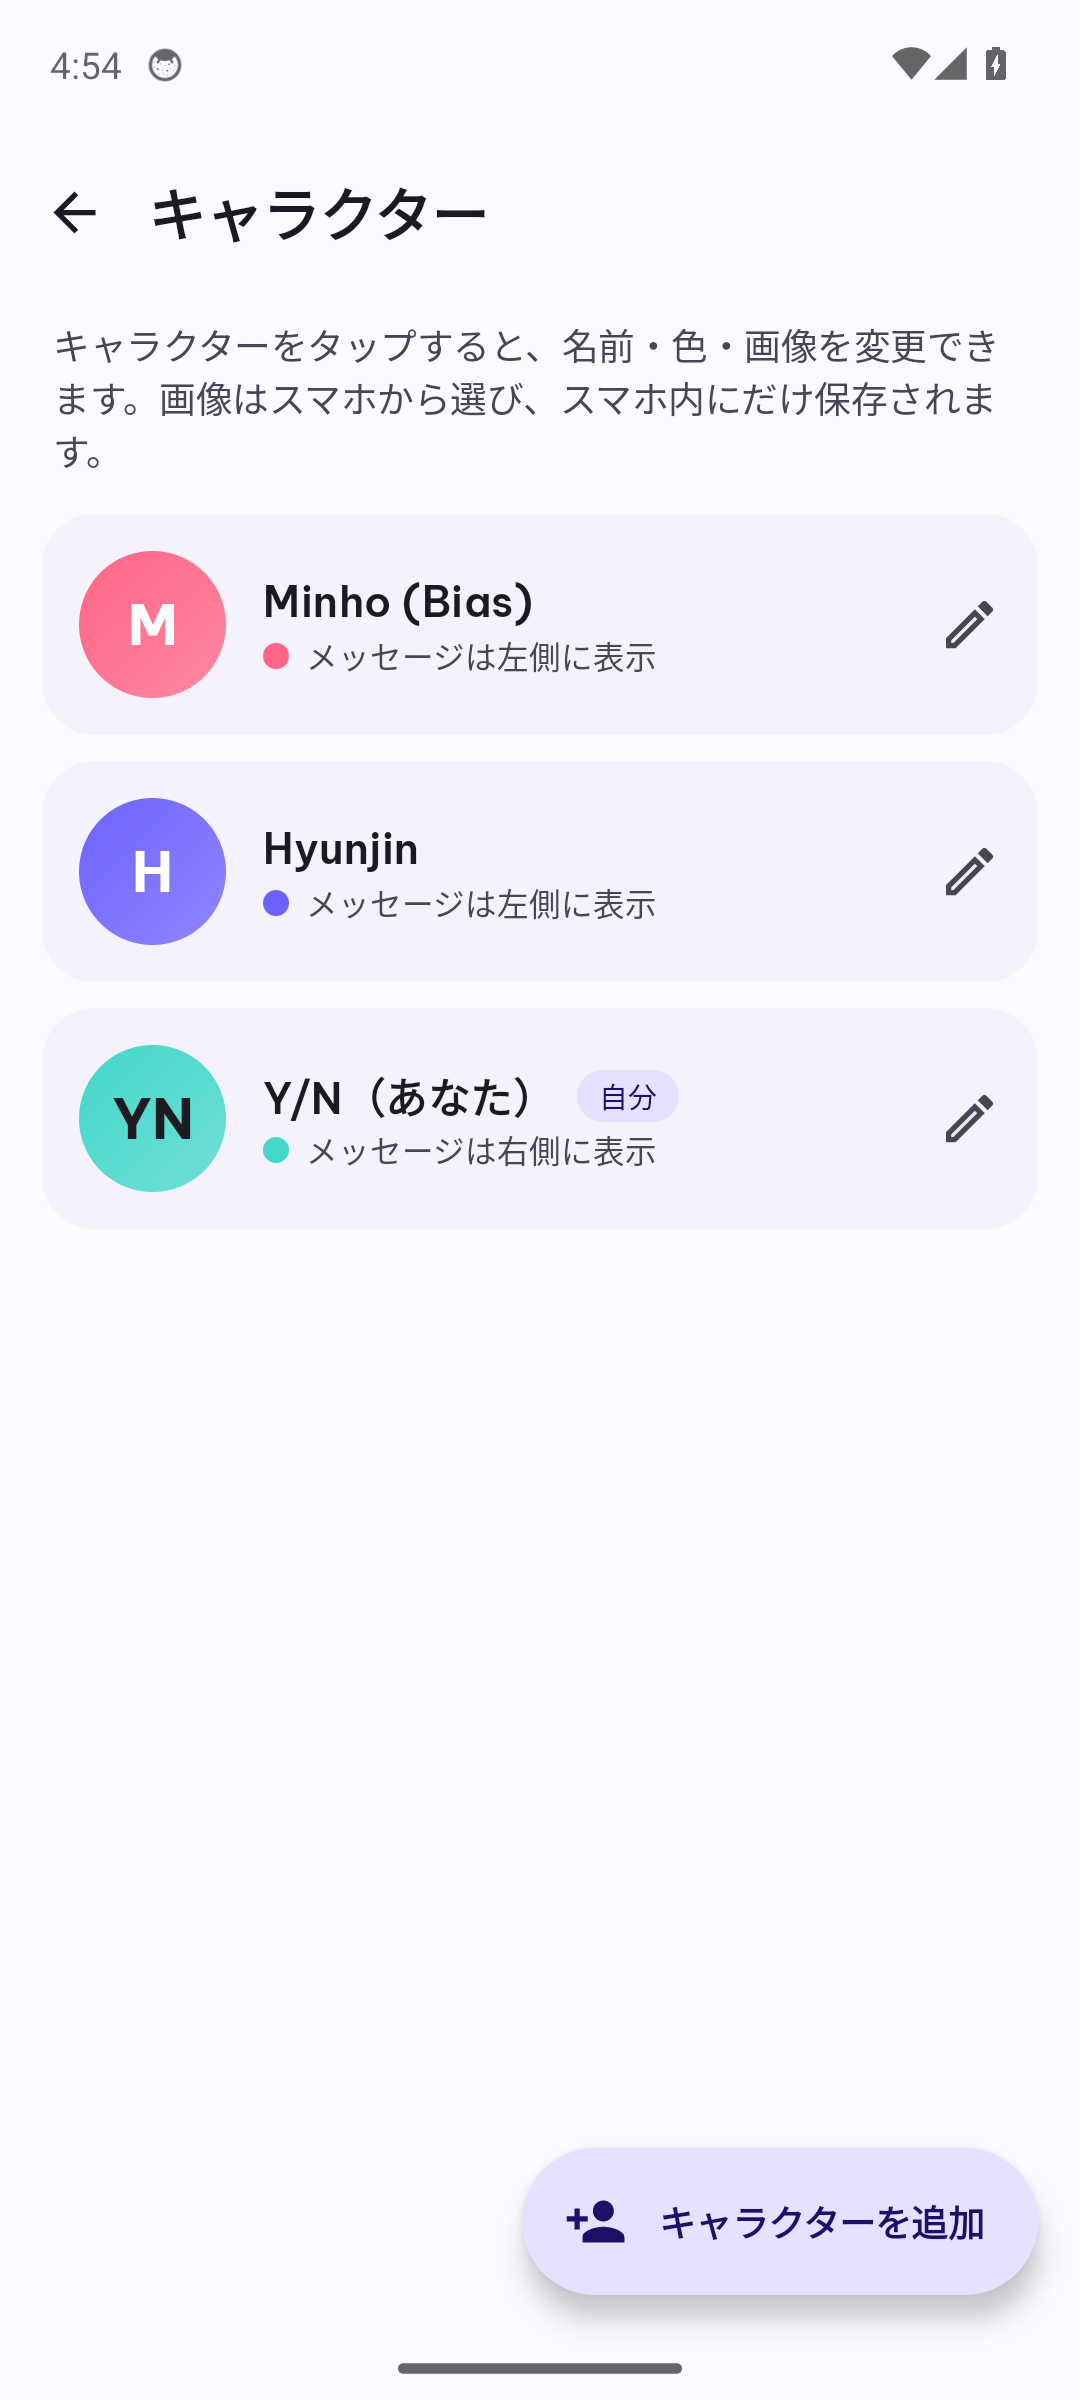 4:54
キャラクター
キャラクターをタップすると、名前・色・画像を変更でき
ます。画像はスマホから選び、スマホ内にだけ保存されま
す。
M
Minho (Bias)
メッセージは左側に表示
H
Hyunjin
メッセージは左側に表示
YN
Y/N（あなた） 自分
メッセージは右側に表示
キャラクターを追加